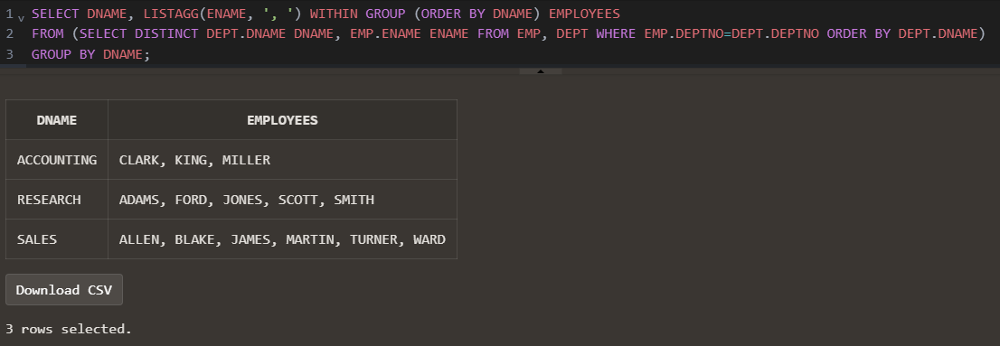 1 v SELECT DNAME, LISTAGG(ENAME, ', ') WITHIN GROUP (ORDER BY DNAME) EMPLOYEES
2 FROM (SELECT DISTINCT DEPT.DNAME DNAME, EMP.ENAME ENAME FROM EMP, DEPT WHERE EMP.DEPTNO=DEPT.DEPTNO ORDER BY DEPT.DNAME)
3 GROUP BY DNAME;
DNAME EMPLOYEES
ACCOUNTING CLARK, KING, MILLER
RESEARCH ADAMS, FORD, JONES, SCOTT, SMITH
SALES ALLEN, BLAKE, JAMES, MARTIN, TURNER, WARD
Download CSV
3 rows selected.